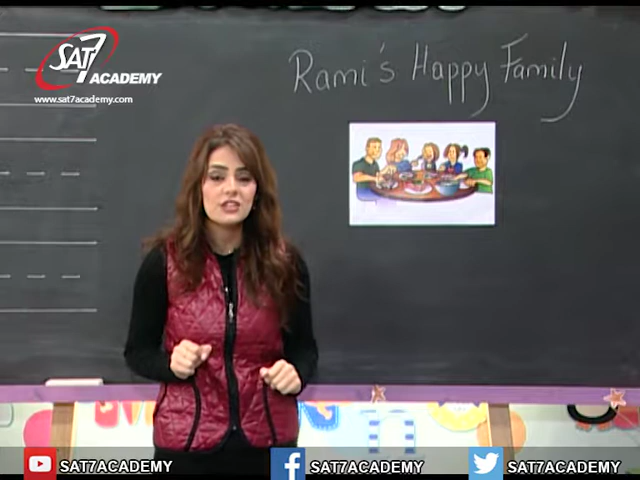 SAT7
ACADEMY
www.sat7academy.com
Rami's Happy Family
SAT7ACADEMY
SAT7ACADEMY
SAT7ACADEMY